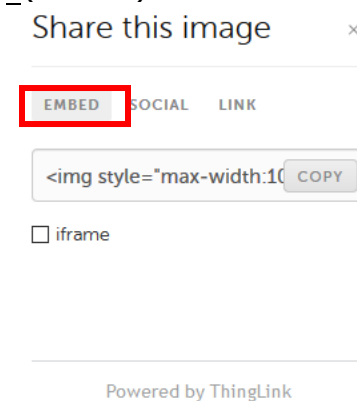 Share this image ×
EMBED SOCIAL LINK
<img style="max-width:10 COPY
iframe
Powered by ThingLink